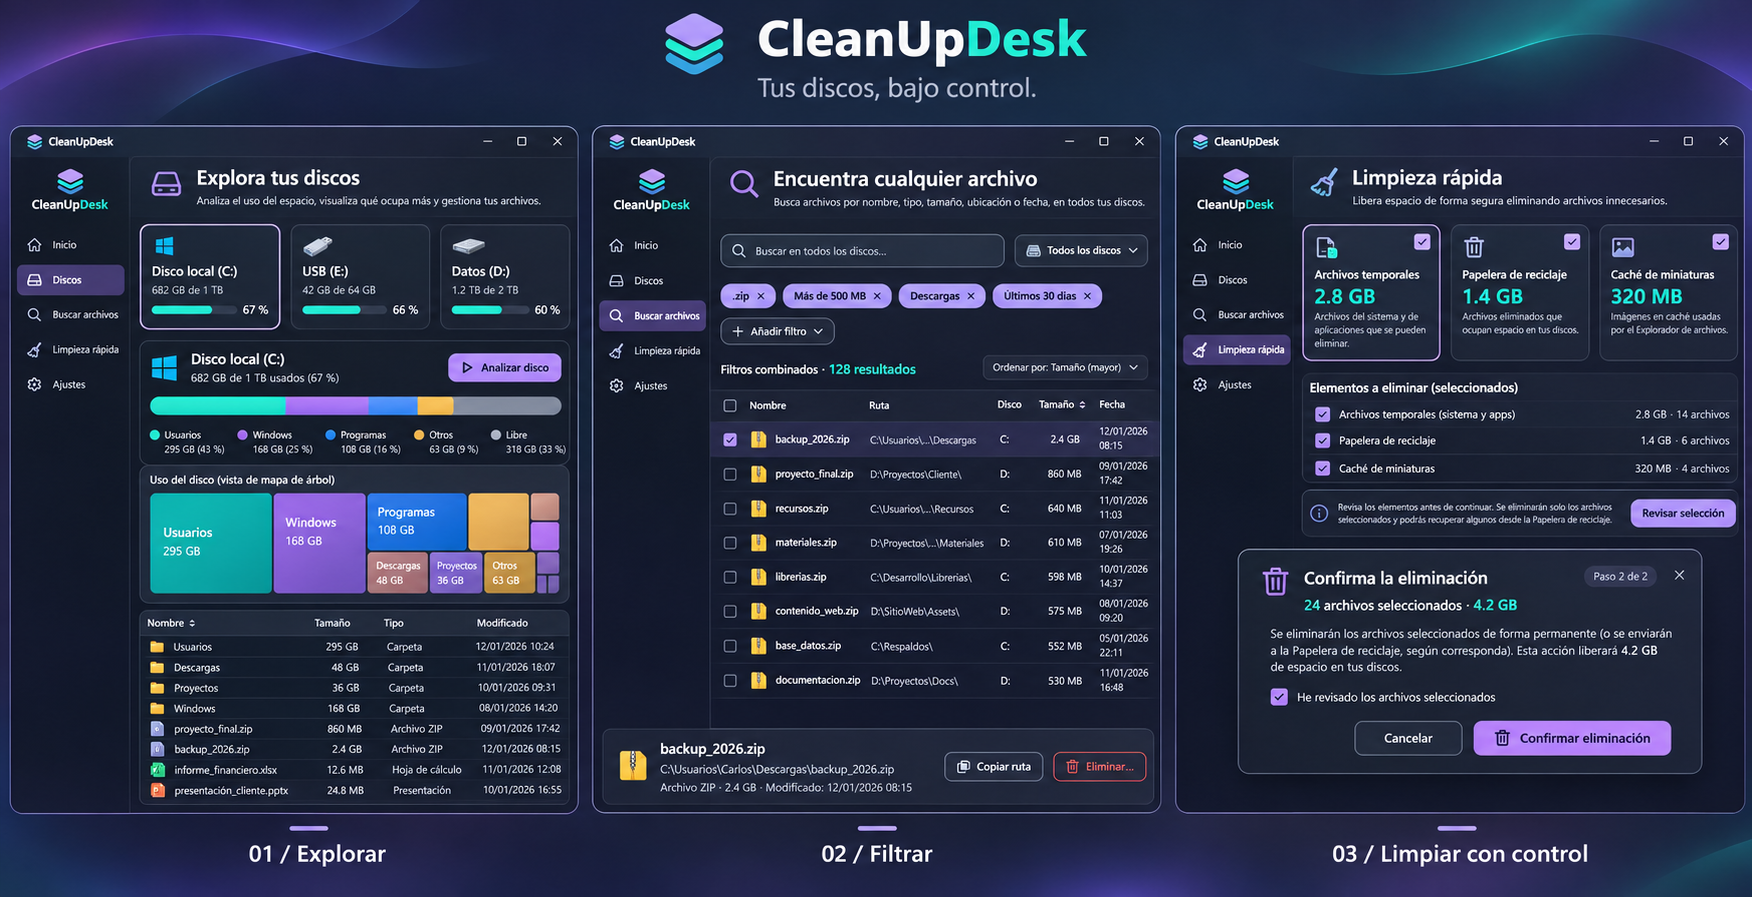 CleanUpDesk
Tus discos, bajo control.
CleanUpDesk
CleanUpDesk
Inicio
Discos
Buscar archivos
Limpieza rápida
Ajustes
Explora tus discos
Analiza el uso del espacio, visualiza qué ocupa más y gestiona tus archivos.
Disco local (C:)
682 GB de 1 TB
67 %
USB (E:)
42 GB de 64 GB
66 %
Datos (D:)
1.2 TB de 2 TB
60 %
Disco local (C:)
682 GB de 1 TB usados (67 %)
Analizar disco
Usuarios
295 GB (43 %)
Windows
168 GB (25 %)
Programas
108 GB (16 %)
Otros
63 GB (9 %)
Libre
318 GB (33 %)
Uso del disco (vista de mapa de árbol)
Usuarios
295 GB
Windows
168 GB
Programas
108 GB
Descargas
48 GB
Proyectos
36 GB
Otros
63 GB
Nombre Tamaño Tipo Modificado
Usuarios 295 GB Carpeta 12/01/2026 10:24
Descargas 48 GB Carpeta 11/01/2026 18:07
Proyectos 36 GB Carpeta 10/01/2026 09:31
Windows 168 GB Carpeta 08/01/2026 14:20
proyecto_final.zip 860 MB Archivo ZIP 09/01/2026 17:42
backup_2026.zip 2.4 GB Archivo ZIP 12/01/2026 08:15
informe_financiero.xlsx 12.6 MB Hoja de cálculo 11/01/2026 12:08
presentación_cliente.pptx 24.8 MB Presentación 10/01/2026 16:55
01 / Explorar
CleanUpDesk
CleanUpDesk
Inicio
Discos
Buscar archivos
Limpieza rápida
Ajustes
Encuentra cualquier archivo
Busca archivos por nombre, tipo, tamaño, ubicación o fecha, en todos tus discos.
Buscar en todos los discos...
Todos los discos
.zip
Más de 500 MB
Descargas
Últimos 30 días
Añadir filtro
Filtros combinados · 128 resultados
Ordenar por: Tamaño (mayor)
Nombre Ruta Disco Tamaño Fecha
backup_2026.zip C:\Usuarios\...\Descargas C: 2.4 GB 12/01/2026 08:15
proyecto_final.zip D:\Proyectos\Cliente\ D: 860 MB 09/01/2026 17:42
recursos.zip C:\Usuarios\...\Recursos C: 640 MB 11/01/2026 11:03
materiales.zip D:\Proyectos\...\Materiales D: 610 MB 07/01/2026 19:26
librerias.zip C:\Desarrollo\Librerias\ C: 598 MB 10/01/2026 14:37
contenido_web.zip D:\SitioWeb\Assets\ D: 575 MB 08/01/2026 09:20
base_datos.zip C:\Respaldos\ C: 552 MB 05/01/2026 22:11
documentacion.zip D:\Proyectos\Docs\ D: 530 MB 11/01/2026 16:48
backup_2026.zip
C:\Usuarios\Carlos\Descargas\backup_2026.zip
Archivo ZIP · 2.4 GB · Modificado: 12/01/2026 08:15
Copiar ruta
Eliminar...
02 / Filtrar
CleanUpDesk
CleanUpDesk
Inicio
Discos
Buscar archivos
Limpieza rápida
Ajustes
Limpieza rápida
Libera espacio de forma segura eliminando archivos innecesarios.
Archivos temporales
2.8 GB
Archivos del sistema y de
aplicaciones que se pueden
eliminar.
Papelera de reciclaje
1.4 GB
Archivos eliminados que
ocupan espacio en tus discos.
Caché de miniaturas
320 MB
Imágenes en caché usadas
por el Explorador de archivos.
Elementos a eliminar (seleccionados)
Archivos temporales (sistema y apps) 2.8 GB · 14 archivos
Papelera de reciclaje 1.4 GB · 6 archivos
Caché de miniaturas 320 MB · 4 archivos
Revisa los elementos antes de continuar. Se eliminarán solo los archivos
seleccionados y podrás recuperar algunos desde la Papelera de reciclaje.
Revisar selección
Confirma la eliminación
Paso 2 de 2
24 archivos seleccionados · 4.2 GB
Se eliminarán los archivos seleccionados de forma permanente (o se enviarán
a la Papelera de reciclaje, según corresponda). Esta acción liberará 4.2 GB
de espacio en tus discos.
He revisado los archivos seleccionados
Cancelar
Confirmar eliminación
03 / Limpiar con control